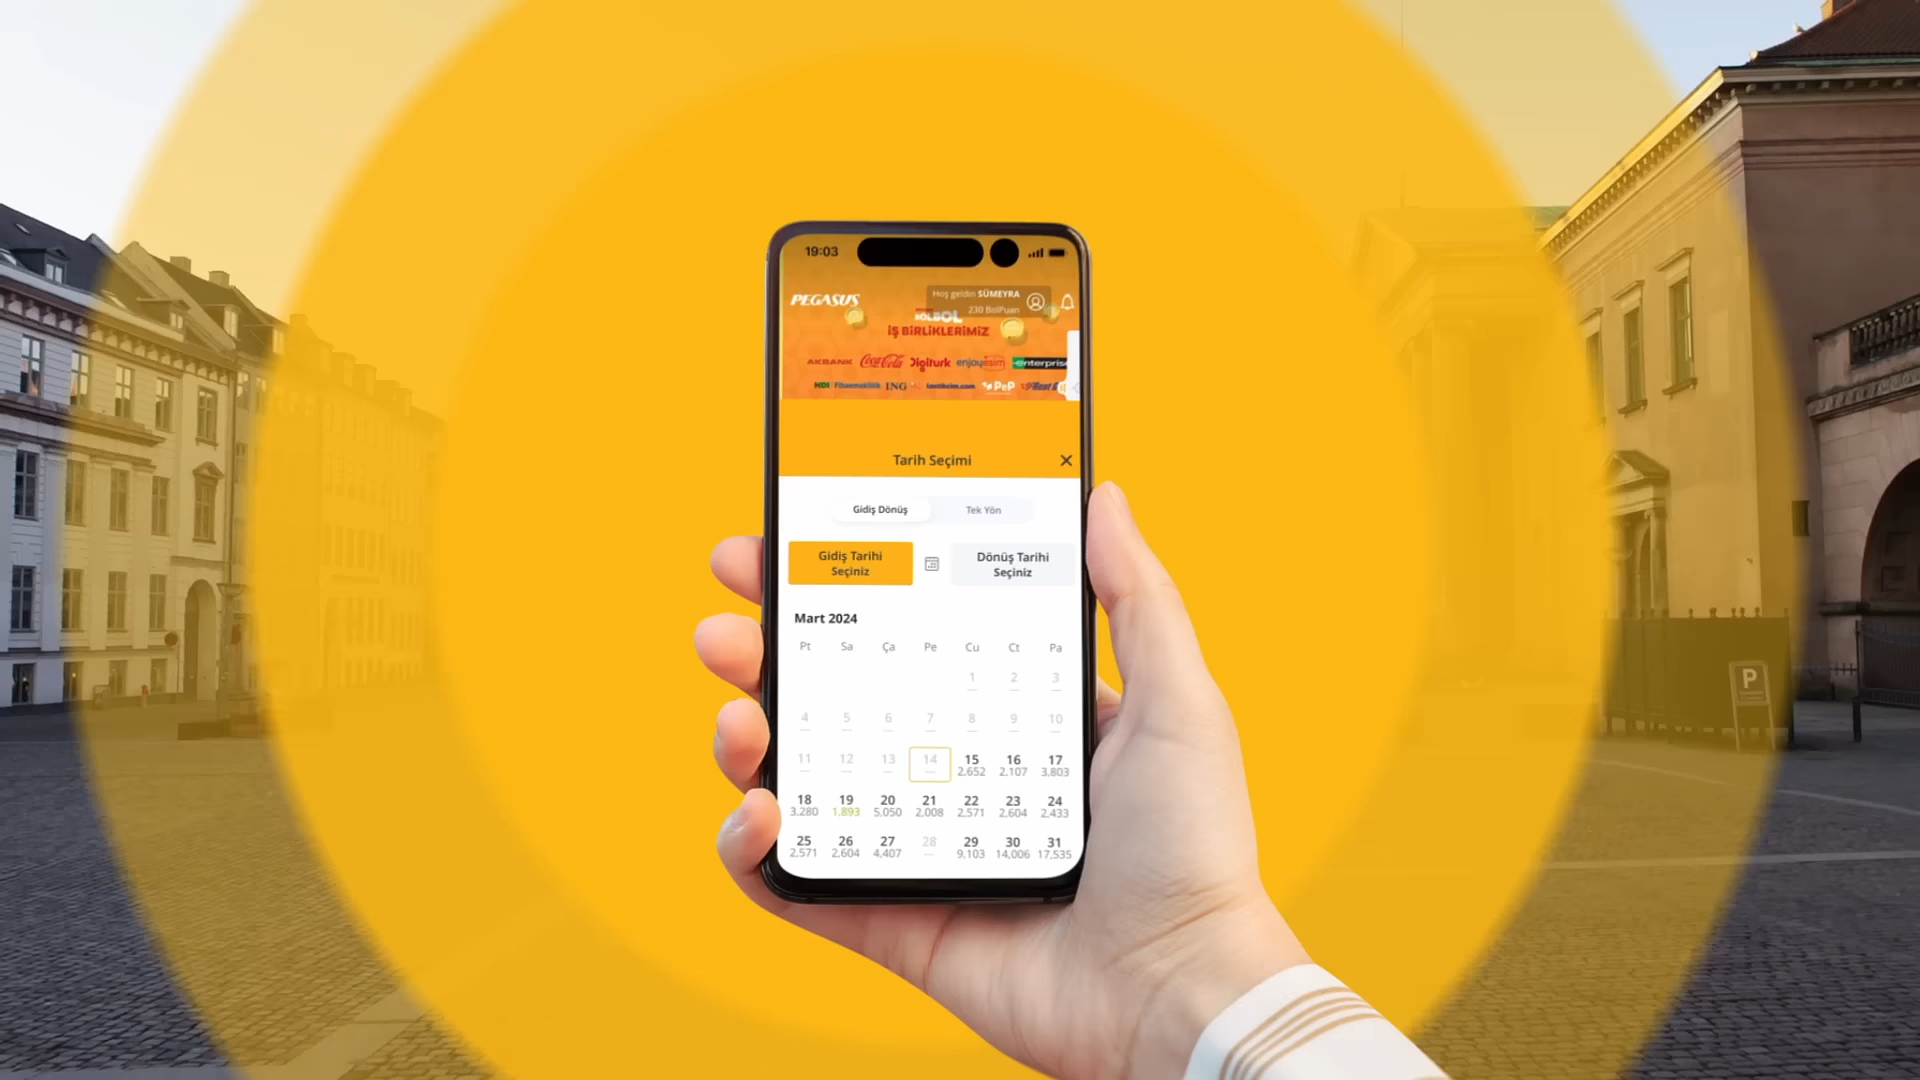 19:03
PEGASUS
Hoş geldin SÜMEYRA
230 BolPuan
BOLBOL
İŞ BİRLİKLERİMİZ
AKBANK Coca-Cola Digiturk enjoyesim enterprise
HDI Fibaemeklilik ING lastikcim.com PeP
Tarih Seçimi
Gidiş Dönüş Tek Yön
Gidiş Tarihi Seçiniz
Dönüş Tarihi Seçiniz
Mart 2024
Pt Sa Ça Pe Cu Ct Pa
1 2 3
4 5 6 7 8 9 10
11 12 13 14 15 16 17
2,652 2,107 3,803
18 19 20 21 22 23 24
3,280 1,893 5,050 2,008 2,571 2,604 2,433
25 26 27 28 29 30 31
2,571 2,604 4,407 9,103 14,006 17,535
P